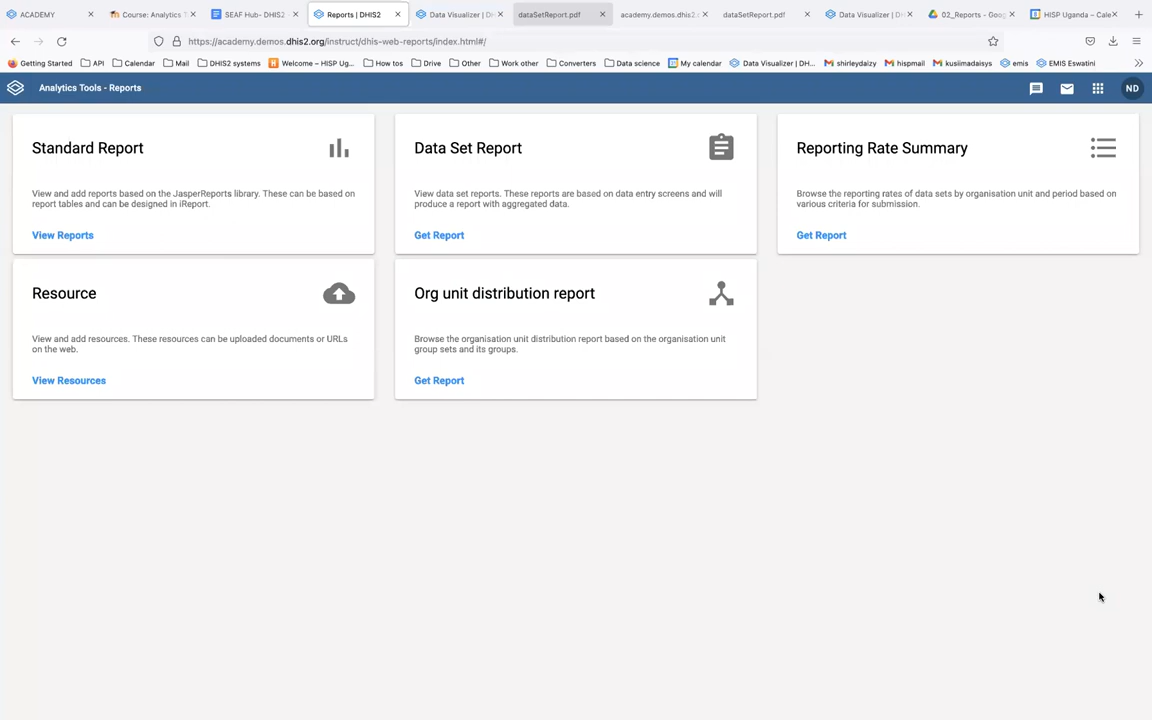 ACADEMY
Course: Analytics T
SEAF Hub- DHIS2
Reports | DHIS2
Data Visualizer | DH
dataSetReport.pdf
academy.demos.dhis2.
dataSetReport.pdf
Data Visualizer | DH
02_Reports - Goog
HISP Uganda – Cale
https://academy.demos.dhis2.org/instruct/dhis-web-reports/index.html#/
Getting Started
API
Calendar
Mail
DHIS2 systems
Welcome – HISP Ug...
How tos
Drive
Other
Work other
Converters
Data science
My calendar
Data Visualizer | DH...
shirleydaizy
hispmail
kusiimadaisys
emis
EMIS Eswatini
Analytics Tools - Reports
ND
Standard Report
View and add reports based on the JasperReports library. These can be based on
report tables and can be designed in iReport.
View Reports
Data Set Report
View data set reports. These reports are based on data entry screens and will
produce a report with aggregated data.
Get Report
Reporting Rate Summary
Browse the reporting rates of data sets by organisation unit and period based on
various criteria for submission.
Get Report
Resource
View and add resources. These resources can be uploaded documents or URLs
on the web.
View Resources
Org unit distribution report
Browse the organisation unit distribution report based on the organisation unit
group sets and its groups.
Get Report